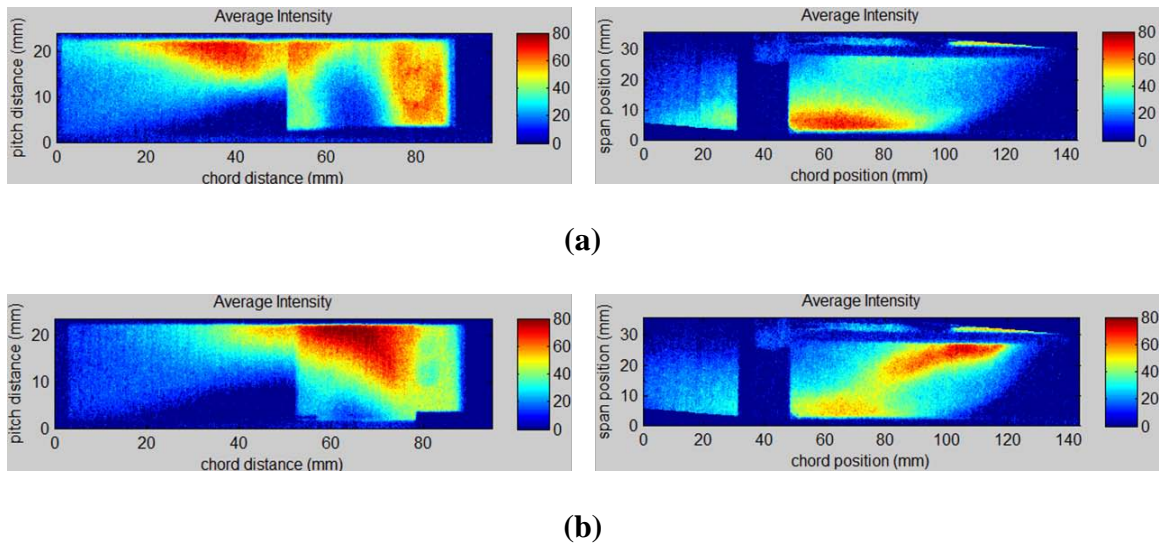 Average Intensity
pitch distance (mm)
20
10
0
0 20 40 60 80
chord distance (mm)
80
60
40
20
0
Average Intensity
span position (mm)
30
20
10
0
0 20 40 60 80 100 120 140
chord position (mm)
80
60
40
20
0
(a)
Average Intensity
pitch distance (mm)
20
10
0
0 20 40 60 80
chord distance (mm)
80
60
40
20
0
Average Intensity
span position (mm)
30
20
10
0
0 20 40 60 80 100 120 140
chord position (mm)
80
60
40
20
0
(b)